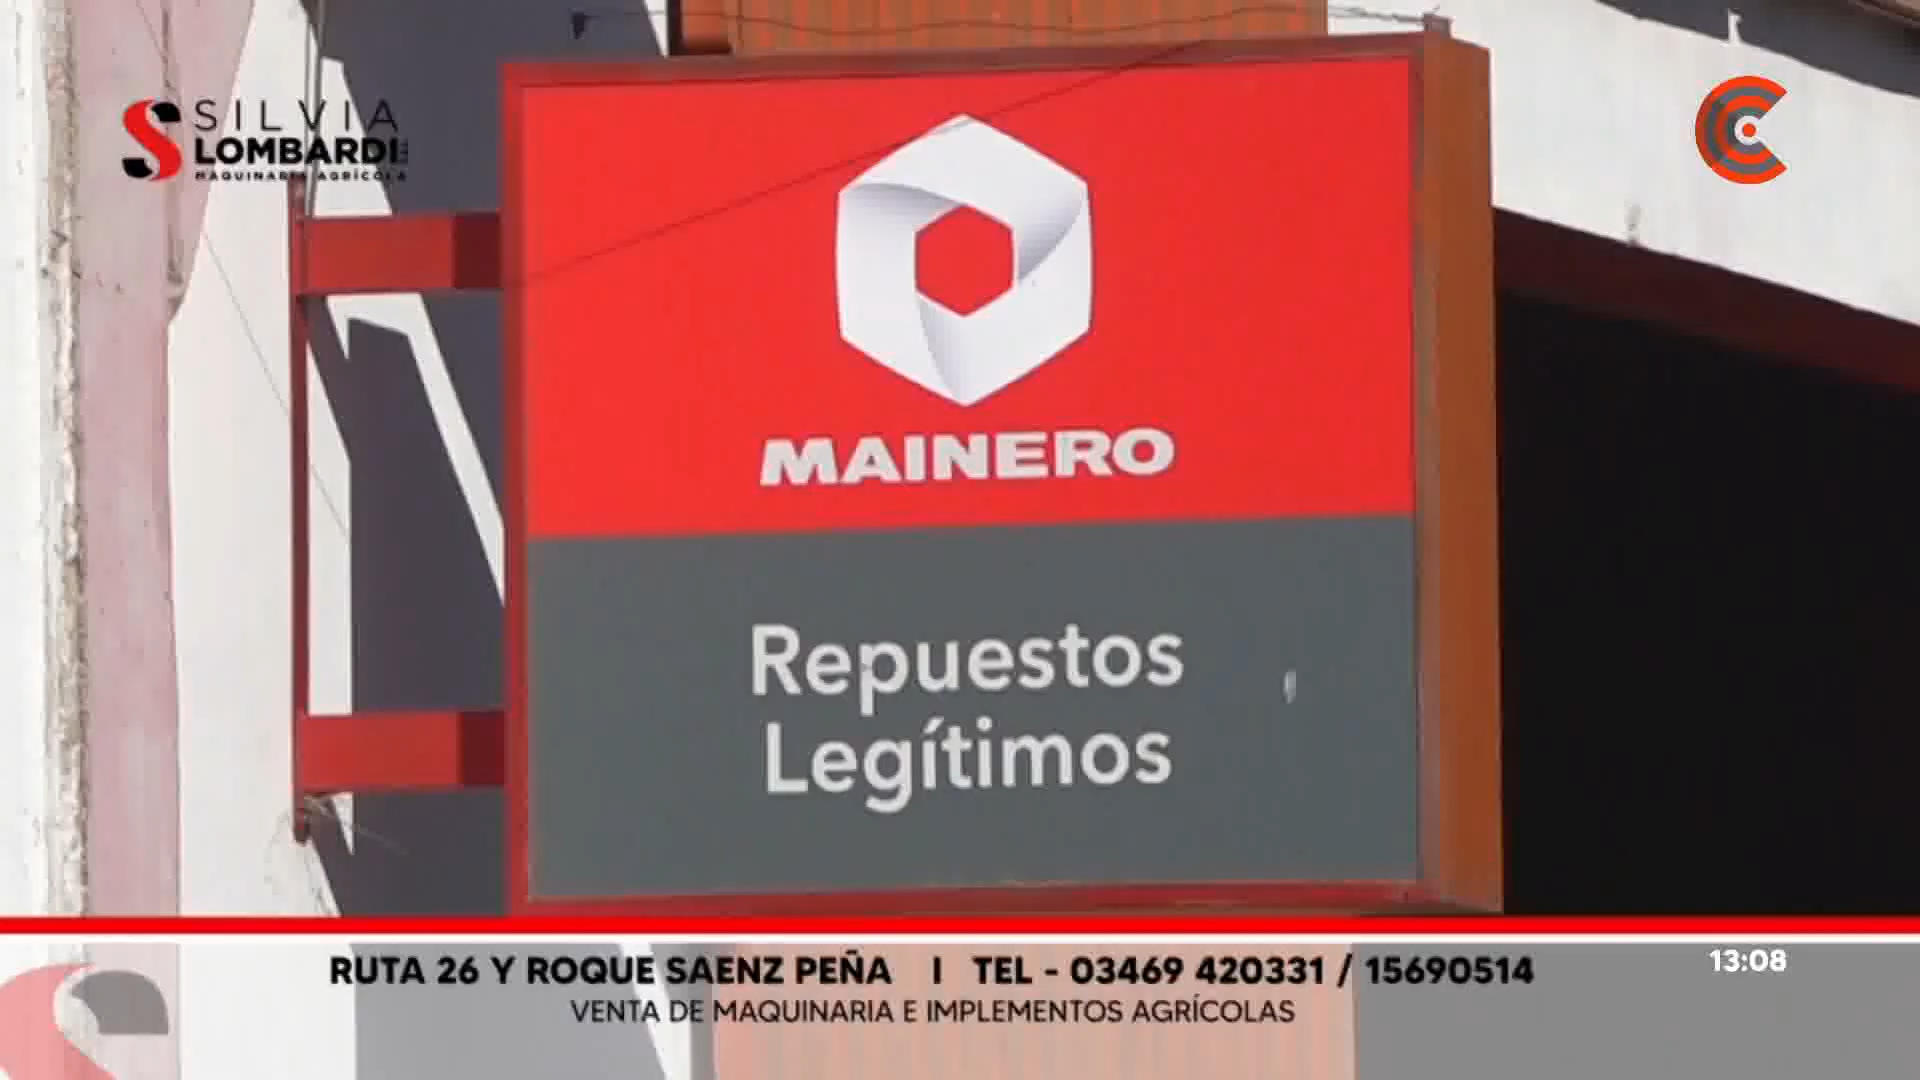 SILVIA
LOMBARDI
MAQUINARIA AGRÍCOLA
MAINERO
Repuestos
Legítimos
RUTA 26 Y ROQUE SAENZ PEÑA | TEL - 03469 420331 / 15690514
VENTA DE MAQUINARIA E IMPLEMENTOS AGRÍCOLAS
13:08